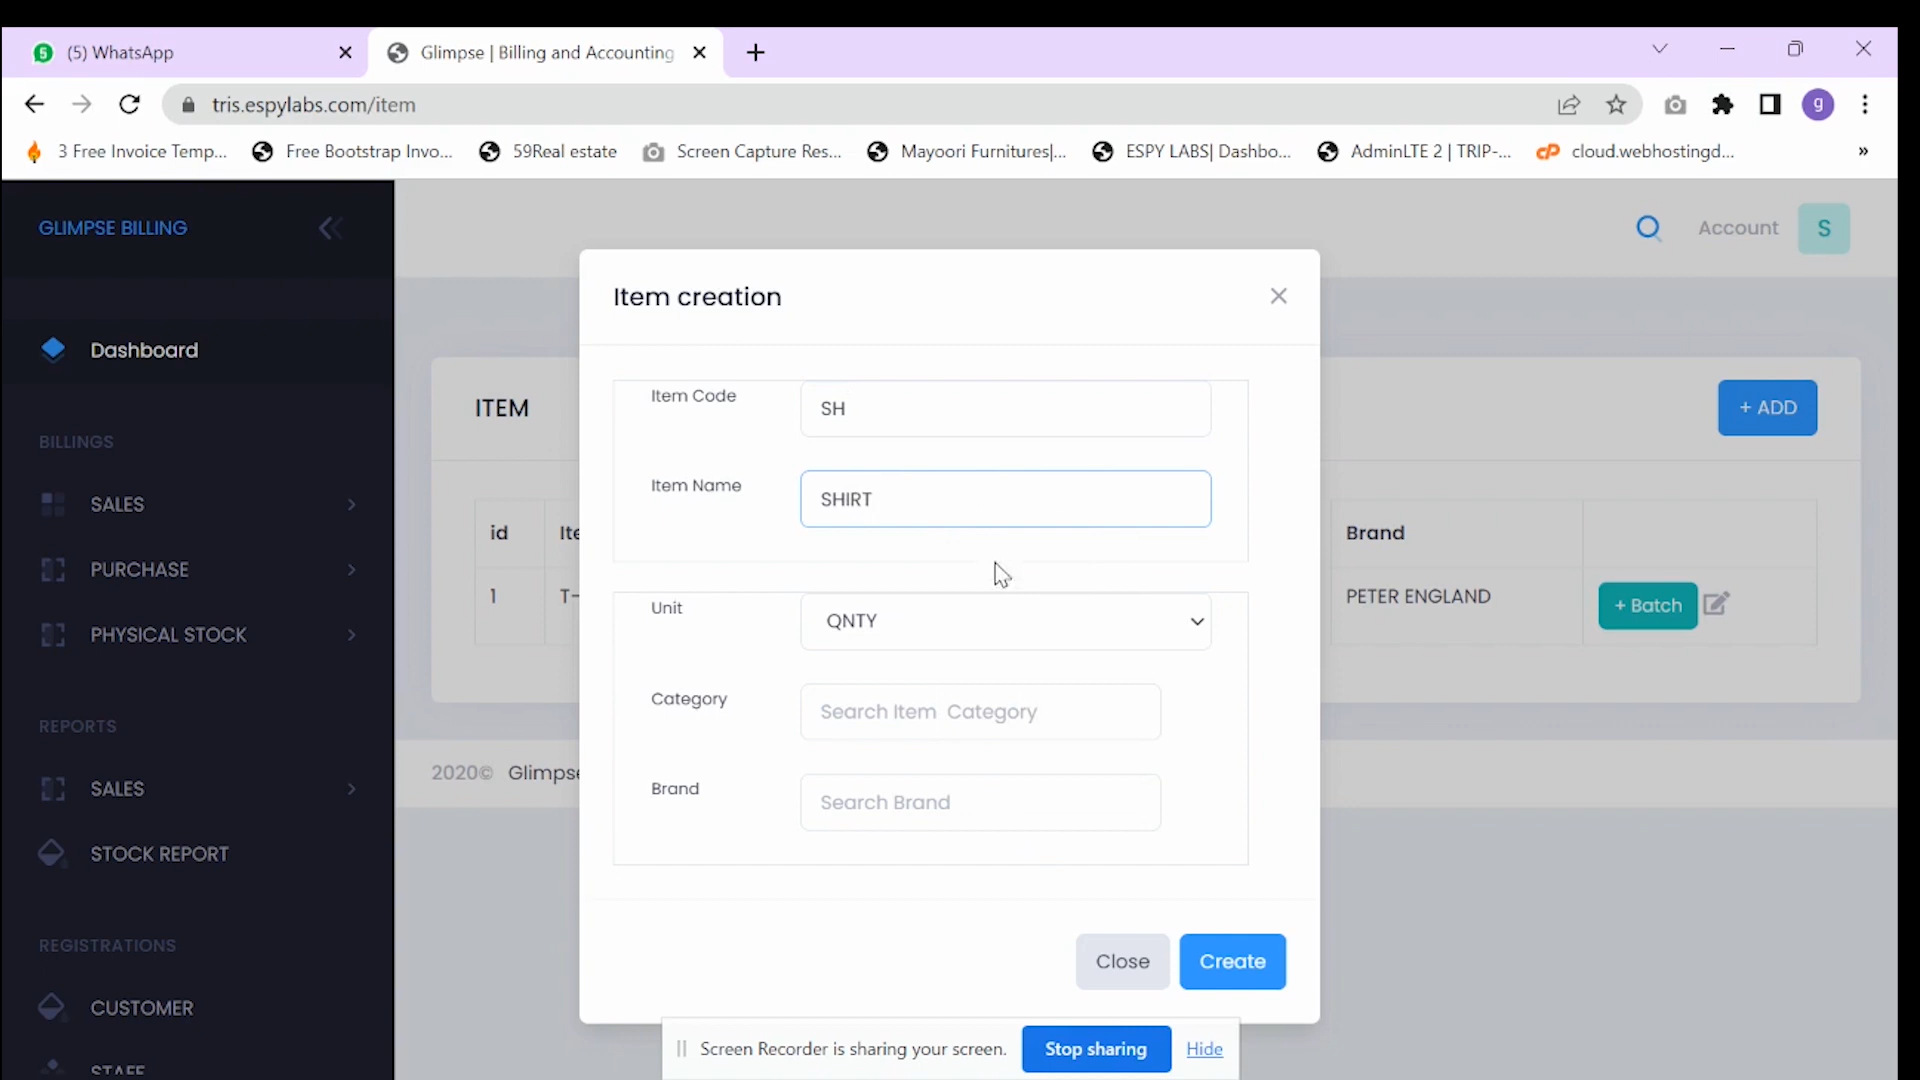 5 (5) WhatsApp
Glimpse | Billing and Accounting
tris.espylabs.com/item
g
3 Free Invoice Temp...
Free Bootstrap Invo...
59Real estate
Screen Capture Res...
Mayoori Furnitures|...
ESPY LABS| Dashbo...
AdminLTE 2 | TRIP-...
cP cloud.webhostingd...
»
GLIMPSE BILLING
Account S
Item creation
Dashboard
Item Code SH
ITEM
+ ADD
BILLINGS
Item Name SHIRT
SALES
id
Brand
PURCHASE
1 T-
PETER ENGLAND
+ Batch
Unit QNTY
PHYSICAL STOCK
Category Search Item Category
REPORTS
2020© Glimpse
SALES
Brand Search Brand
STOCK REPORT
REGISTRATIONS
Close Create
CUSTOMER
Screen Recorder is sharing your screen. Stop sharing Hide
STAFF